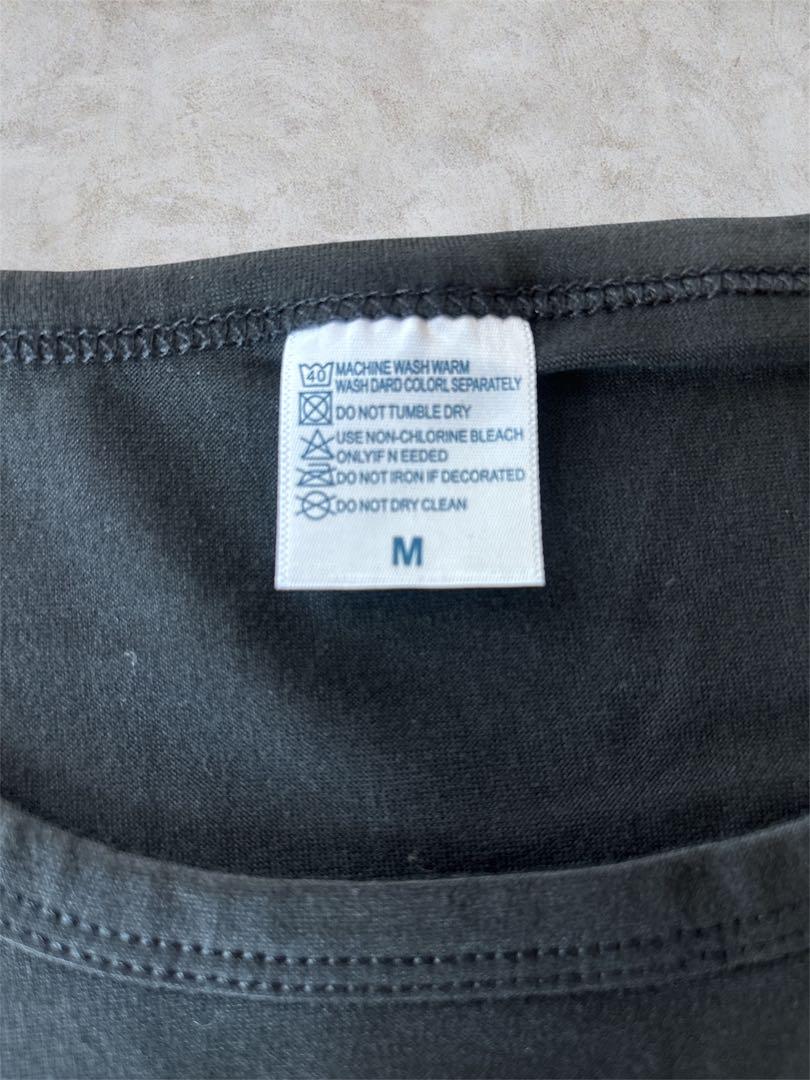 40 MACHINE WASH WARM
WASH DARD COLORL SEPARATELY
DO NOT TUMBLE DRY
USE NON-CHLORINE BLEACH
ONLYIF N EEDED
DO NOT IRON IF DECORATED
DO NOT DRY CLEAN
M